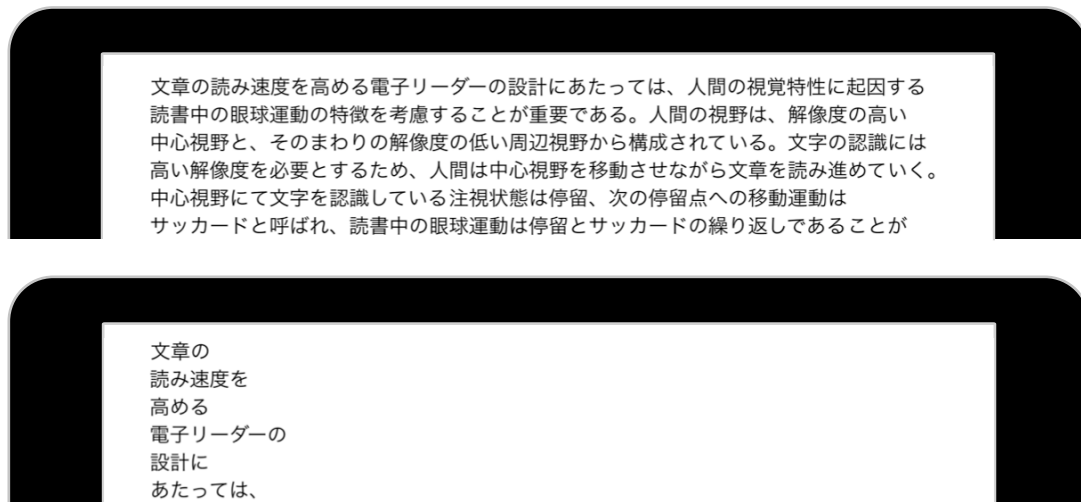 文章の読み速度を高める電子リーダーの設計にあたっては、人間の視覚特性に起因する
読書中の眼球運動の特徴を考慮することが重要である。人間の視野は、解像度の高い
中心視野と、そのまわりの解像度の低い周辺視野から構成されている。文字の認識には
高い解像度を必要とするため、人間は中心視野を移動させながら文章を読み進めていく。
中心視野にて文字を認識している注視状態は停留、次の停留点への移動運動は
サッカードと呼ばれ、読書中の眼球運動は停留とサッカードの繰り返しであることが
文章の
読み速度を
高める
電子リーダーの
設計に
あたっては、